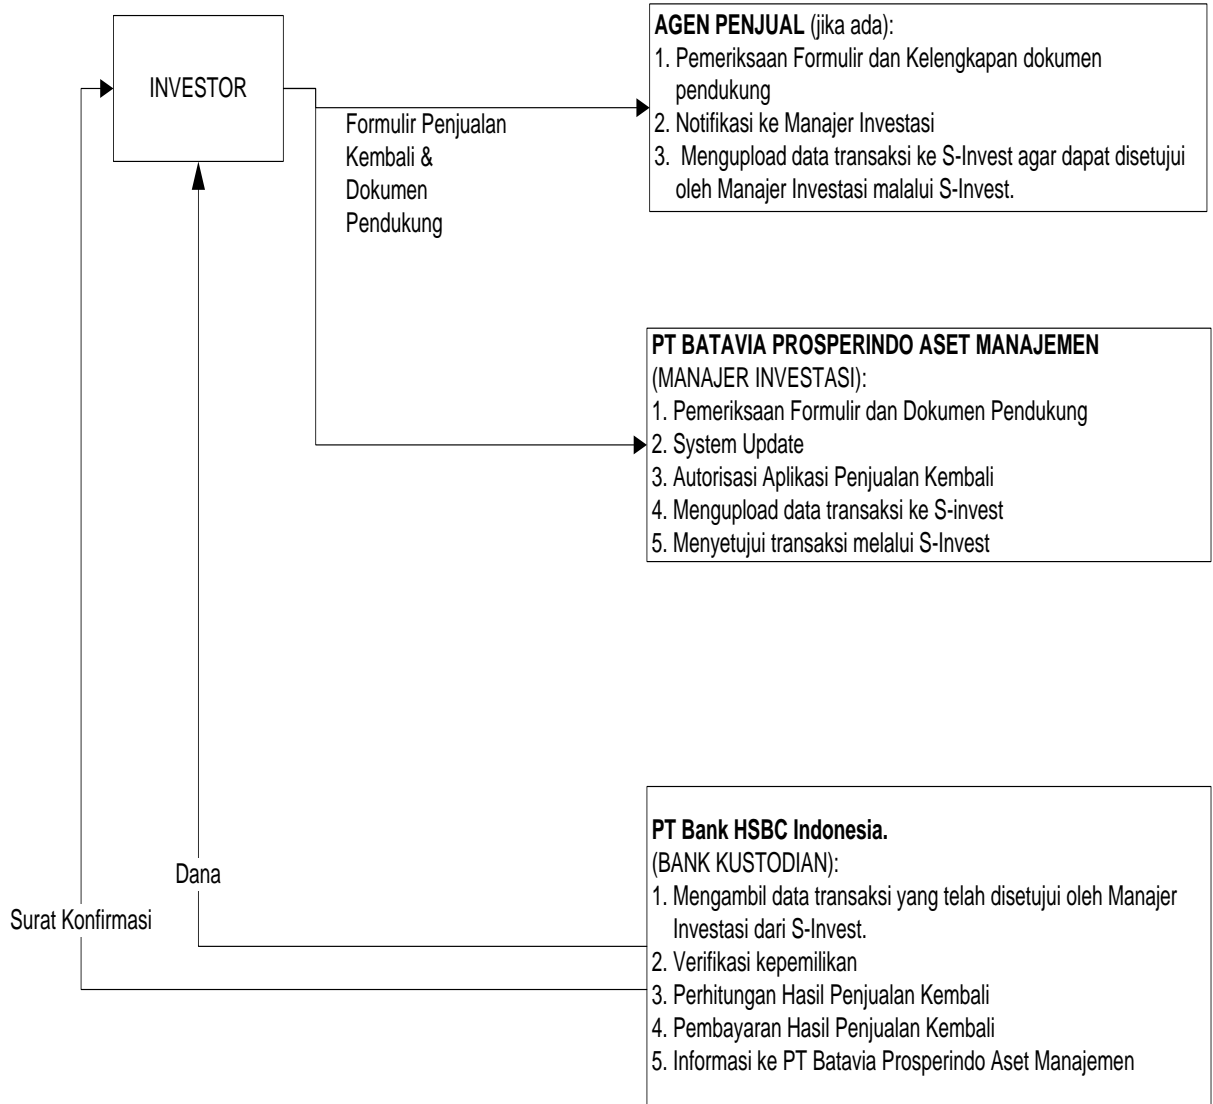 INVESTOR
Formulir Penjualan
Kembali &
Dokumen
Pendukung
AGEN PENJUAL (jika ada):
1. Pemeriksaan Formulir dan Kelengkapan dokumen
pendukung
2. Notifikasi ke Manajer Investasi
3. Mengupload data transaksi ke S-Invest agar dapat disetujui
oleh Manajer Investasi malalui S-Invest.
PT BATAVIA PROSPERINDO ASET MANAJEMEN
(MANAJER INVESTASI):
1. Pemeriksaan Formulir dan Dokumen Pendukung
2. System Update
3. Autorisasi Aplikasi Penjualan Kembali
4. Mengupload data transaksi ke S-invest
5. Menyetujui transaksi melalui S-Invest
Dana
Surat Konfirmasi
PT Bank HSBC Indonesia.
(BANK KUSTODIAN):
1. Mengambil data transaksi yang telah disetujui oleh Manajer
Investasi dari S-Invest.
2. Verifikasi kepemilikan
3. Perhitungan Hasil Penjualan Kembali
4. Pembayaran Hasil Penjualan Kembali
5. Informasi ke PT Batavia Prosperindo Aset Manajemen